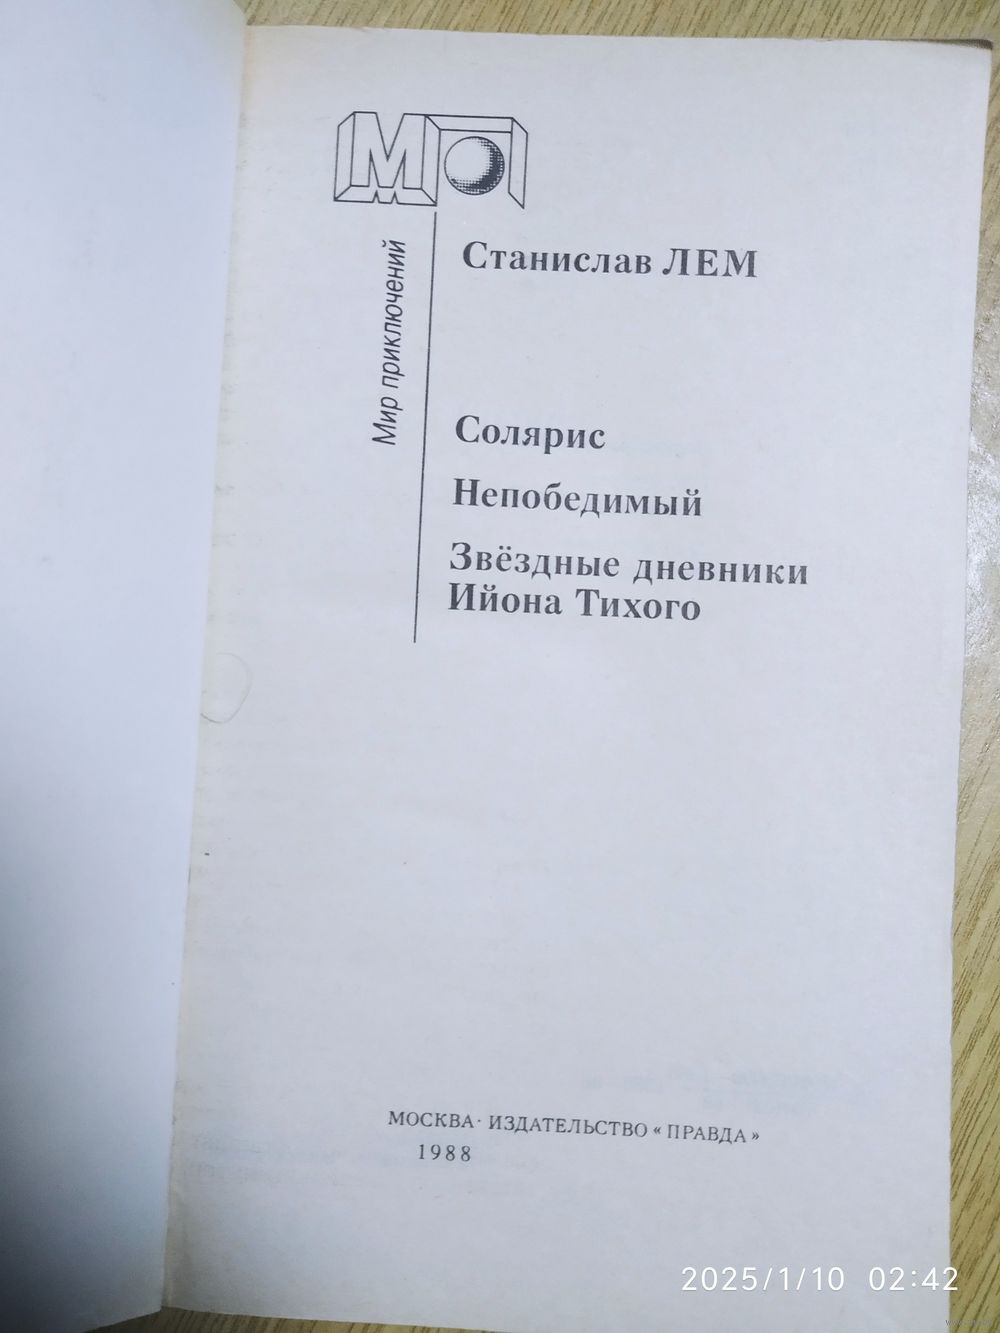 МП
Мир приключений
Станислав ЛЕМ
Солярис
Непобедимый
Звёздные дневники
Ийона Тихого
МОСКВА · ИЗДАТЕЛЬСТВО « ПРАВДА »
1988
2025/1/10 02:42